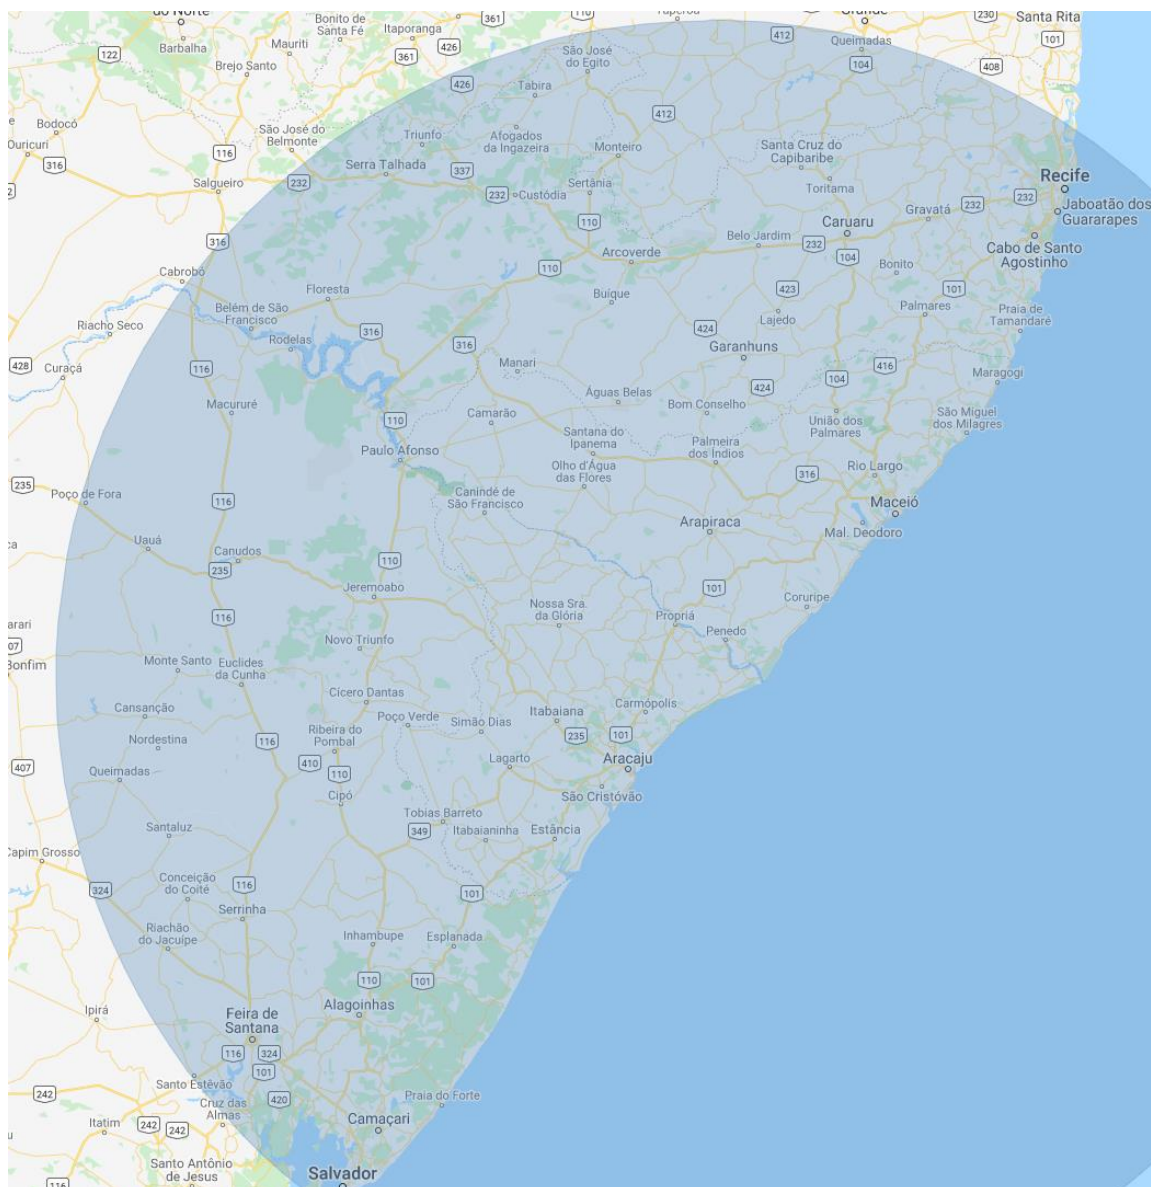 do Norte
361
110
Taperoá
Grande
230
Santa Rita
Bonito de
Santa Fé
Itaporanga
Barbalha
Mauriti
426
361
412
Queimadas
101
122
Brejo Santo
São José
do Egito
104
408
426
Tabira
Bodocó
412
São José do
Belmonte
Triunfo
Afogados
da Ingazeira
Monteiro
Santa Cruz do
Capibaribe
Ouricuri
316
116
Serra Talhada
337
Recife
Salgueiro
232
232
Custódia
Sertânia
Toritama
232
Jaboatão dos
Guararapes
110
Caruaru
Gravatá
232
316
Belo Jardim
232
Cabo de Santo
Agostinho
Arcoverde
104
Cabrobó
110
Bonito
Floresta
Buíque
423
101
Belém de São
Francisco
Palmares
Praia de
Tamandaré
Riacho Seco
Lajedo
316
424
Rodelas
316
Garanhuns
428
116
Manari
416
Curaçá
104
Maragogi
Águas Belas
424
Macururé
Camarão
Bom Conselho
110
União dos
Palmares
São Miguel
dos Milagres
Santana do
Ipanema
Palmeira
dos Índios
Paulo Afonso
Rio Largo
Olho d'Água
das Flores
316
235
Poço de Fora
116
Canindé de
São Francisco
Maceió
Arapiraca
Mal. Deodoro
Uauá
Canudos
110
235
101
Jeremoabo
Nossa Sra.
da Glória
Coruripe
116
Propriá
Penedo
Novo Triunfo
Monte Santo
Euclides
da Cunha
Cícero Dantas
Carmópolis
Cansanção
Poço Verde
Simão Dias
Itabaiana
Ribeira do
Pombal
Nordestina
116
235
101
410
Lagarto
Aracaju
407
Queimadas
110
Cipó
São Cristóvão
Tobias Barreto
Santaluz
349
Itabaianinha
Estância
Capim Grosso
Conceição
do Coité
324
116
101
Serrinha
Riachão
do Jacuípe
Inhambupe
Esplanada
110
101
Ipirá
Feira de
Santana
Alagoinhas
116
324
101
Santo Estêvão
242
420
Praia do Forte
Cruz das
Almas
Camaçari
Itatim
242
242
Santo Antônio
de Jesus
Salvador
116